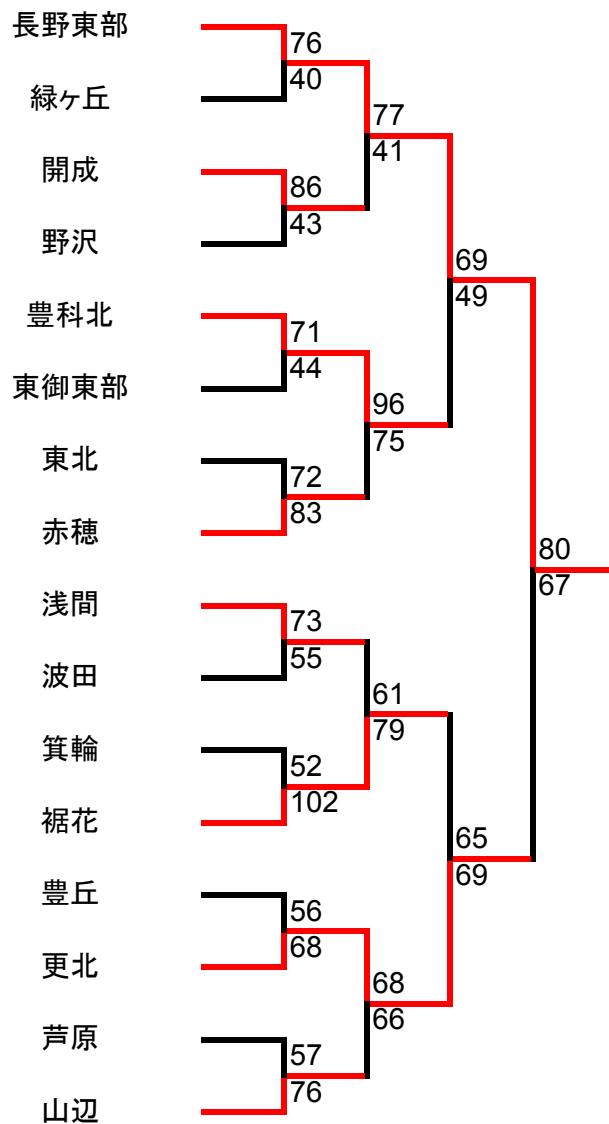 長野東部
76
40
緑ヶ丘
77
41
開成
86
43
野沢
69
49
豊科北
71
44
東御東部
96
75
東北
72
83
赤穂
80
67
浅間
73
55
波田
61
79
箕輪
52
102
裾花
65
69
豊丘
56
68
更北
68
66
芦原
57
76
山辺